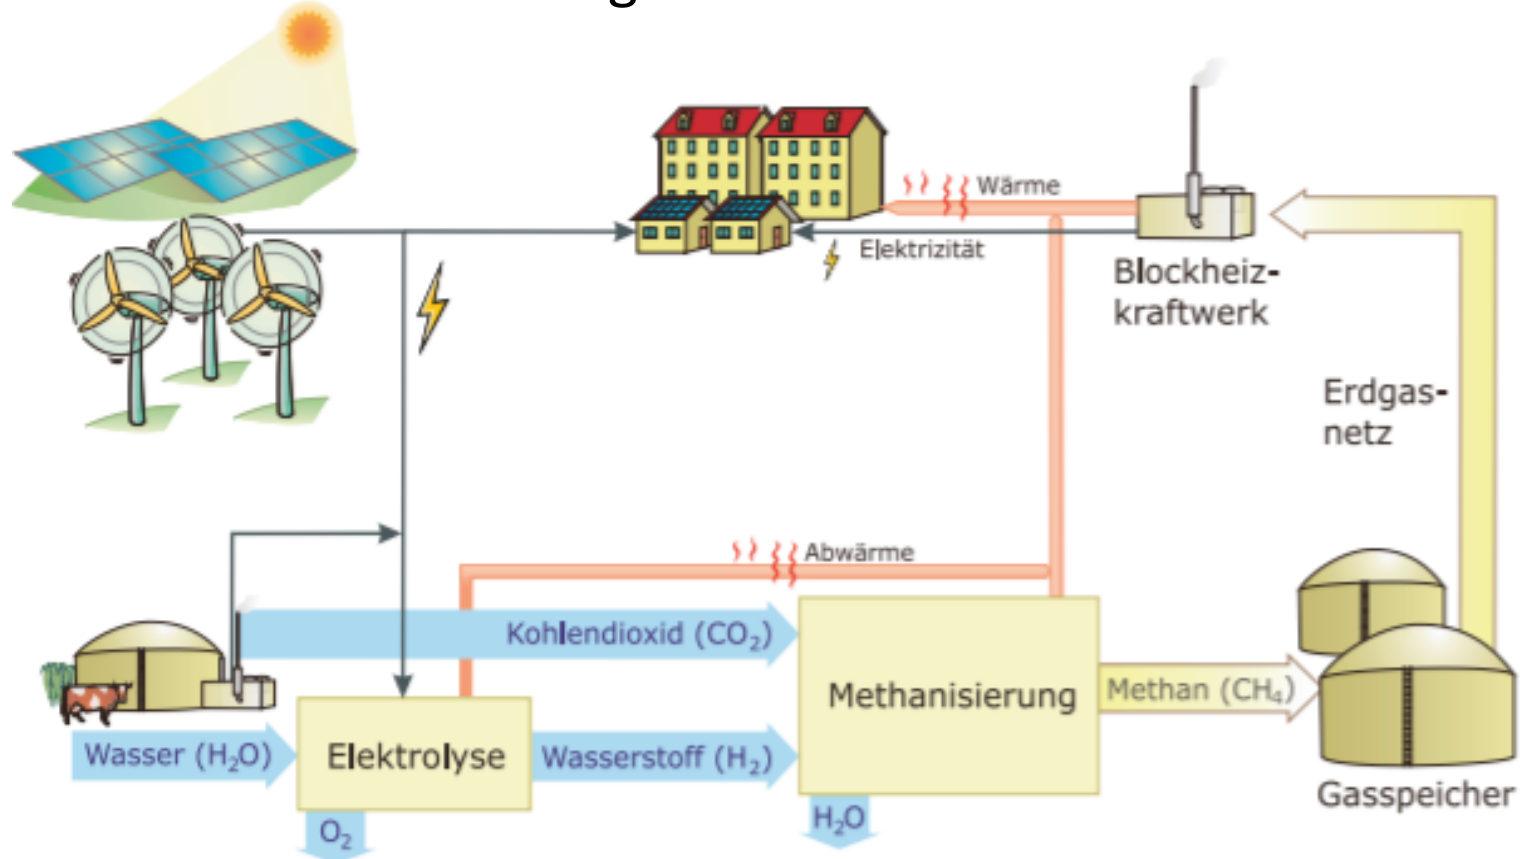 Wärme
Elektrizität
Blockheiz-
kraftwerk
Erdgas-
netz
Abwärme
Kohlendioxid (CO₂)
Methanisierung
Methan (CH₄)
Wasser (H₂O)
Elektrolyse
Wasserstoff (H₂)
Gasspeicher
O₂
H₂O